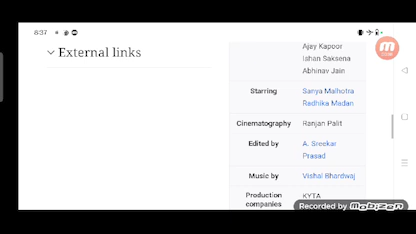 8:37
External links
Ajay Kapoor
Ishan Saksena
Abhinav Jain
Starring
Sanya Malhotra
Radhika Madan
Cinematography
Ranjan Palit
Edited by
A. Sreekar
Prasad
Music by
Vishal Bhardwaj
Production
companies
KYTA
Recorded by Mobizen